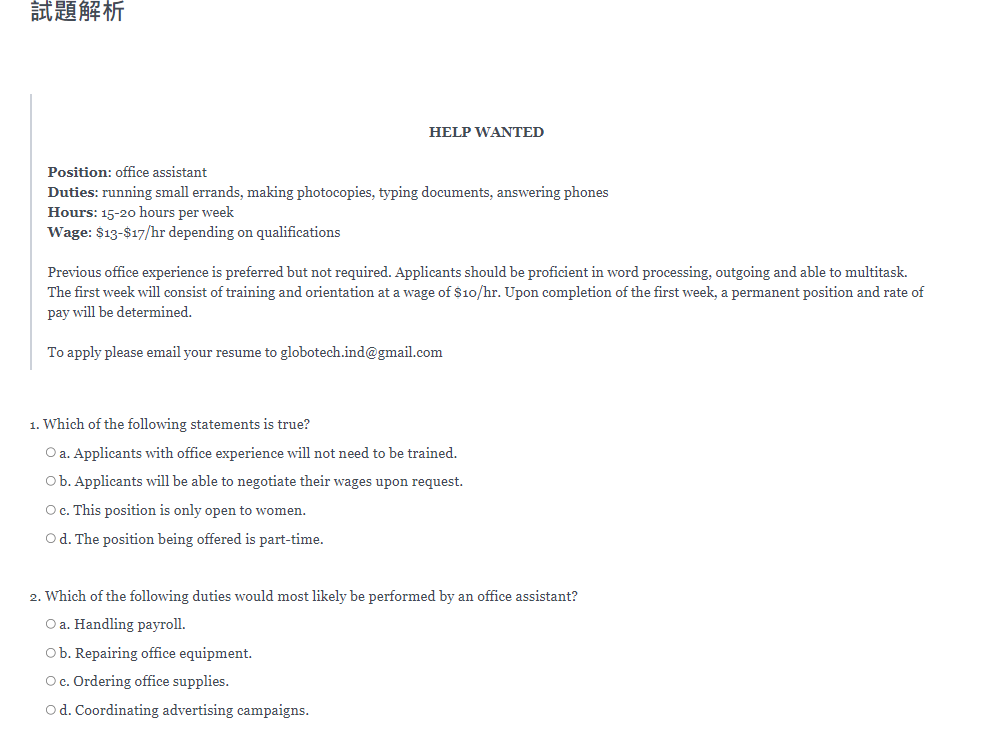 試題解析
HELP WANTED
Position: office assistant
Duties: running small errands, making photocopies, typing documents, answering phones
Hours: 15-20 hours per week
Wage: $13-$17/hr depending on qualifications
Previous office experience is preferred but not required. Applicants should be proficient in word processing, outgoing and able to multitask.
The first week will consist of training and orientation at a wage of $10/hr. Upon completion of the first week, a permanent position and rate of
pay will be determined.
To apply please email your resume to globotech.ind@gmail.com
1. Which of the following statements is true?
a. Applicants with office experience will not need to be trained.
b. Applicants will be able to negotiate their wages upon request.
c. This position is only open to women.
d. The position being offered is part-time.
2. Which of the following duties would most likely be performed by an office assistant?
a. Handling payroll.
b. Repairing office equipment.
c. Ordering office supplies.
d. Coordinating advertising campaigns.